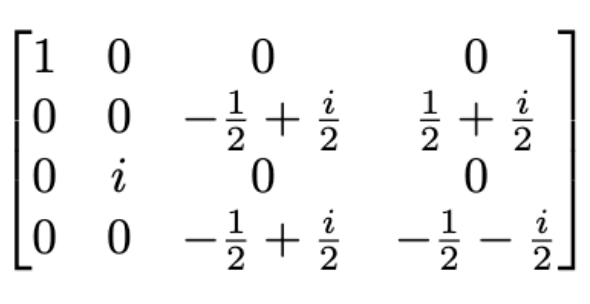 1 0 0 0
0 0 -1/2 + i/2 1/2 + i/2
0 i 0 0
0 0 -1/2 + i/2 -1/2 - i/2